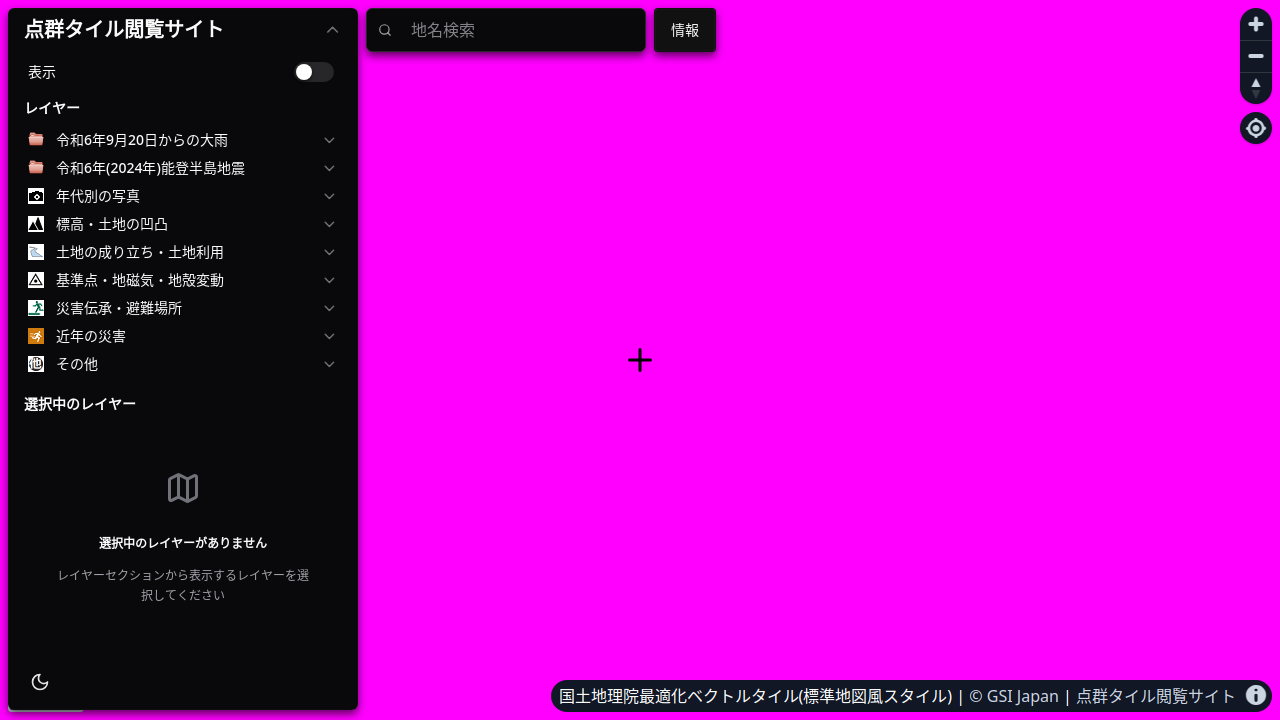 点群タイル閲覧サイト
表示
レイヤー
令和6年9月20日からの大雨
令和6年(2024年)能登半島地震
年代別の写真
標高・土地の凹凸
土地の成り立ち・土地利用
基準点・地磁気・地殻変動
災害伝承・避難場所
近年の災害
その他
選択中のレイヤー
選択中のレイヤーがありません
レイヤーセクションから表示するレイヤーを選
択してください
地名検索
情報
国土地理院最適化ベクトルタイル(標準地図風スタイル) | © GSI Japan | 点群タイル閲覧サイト